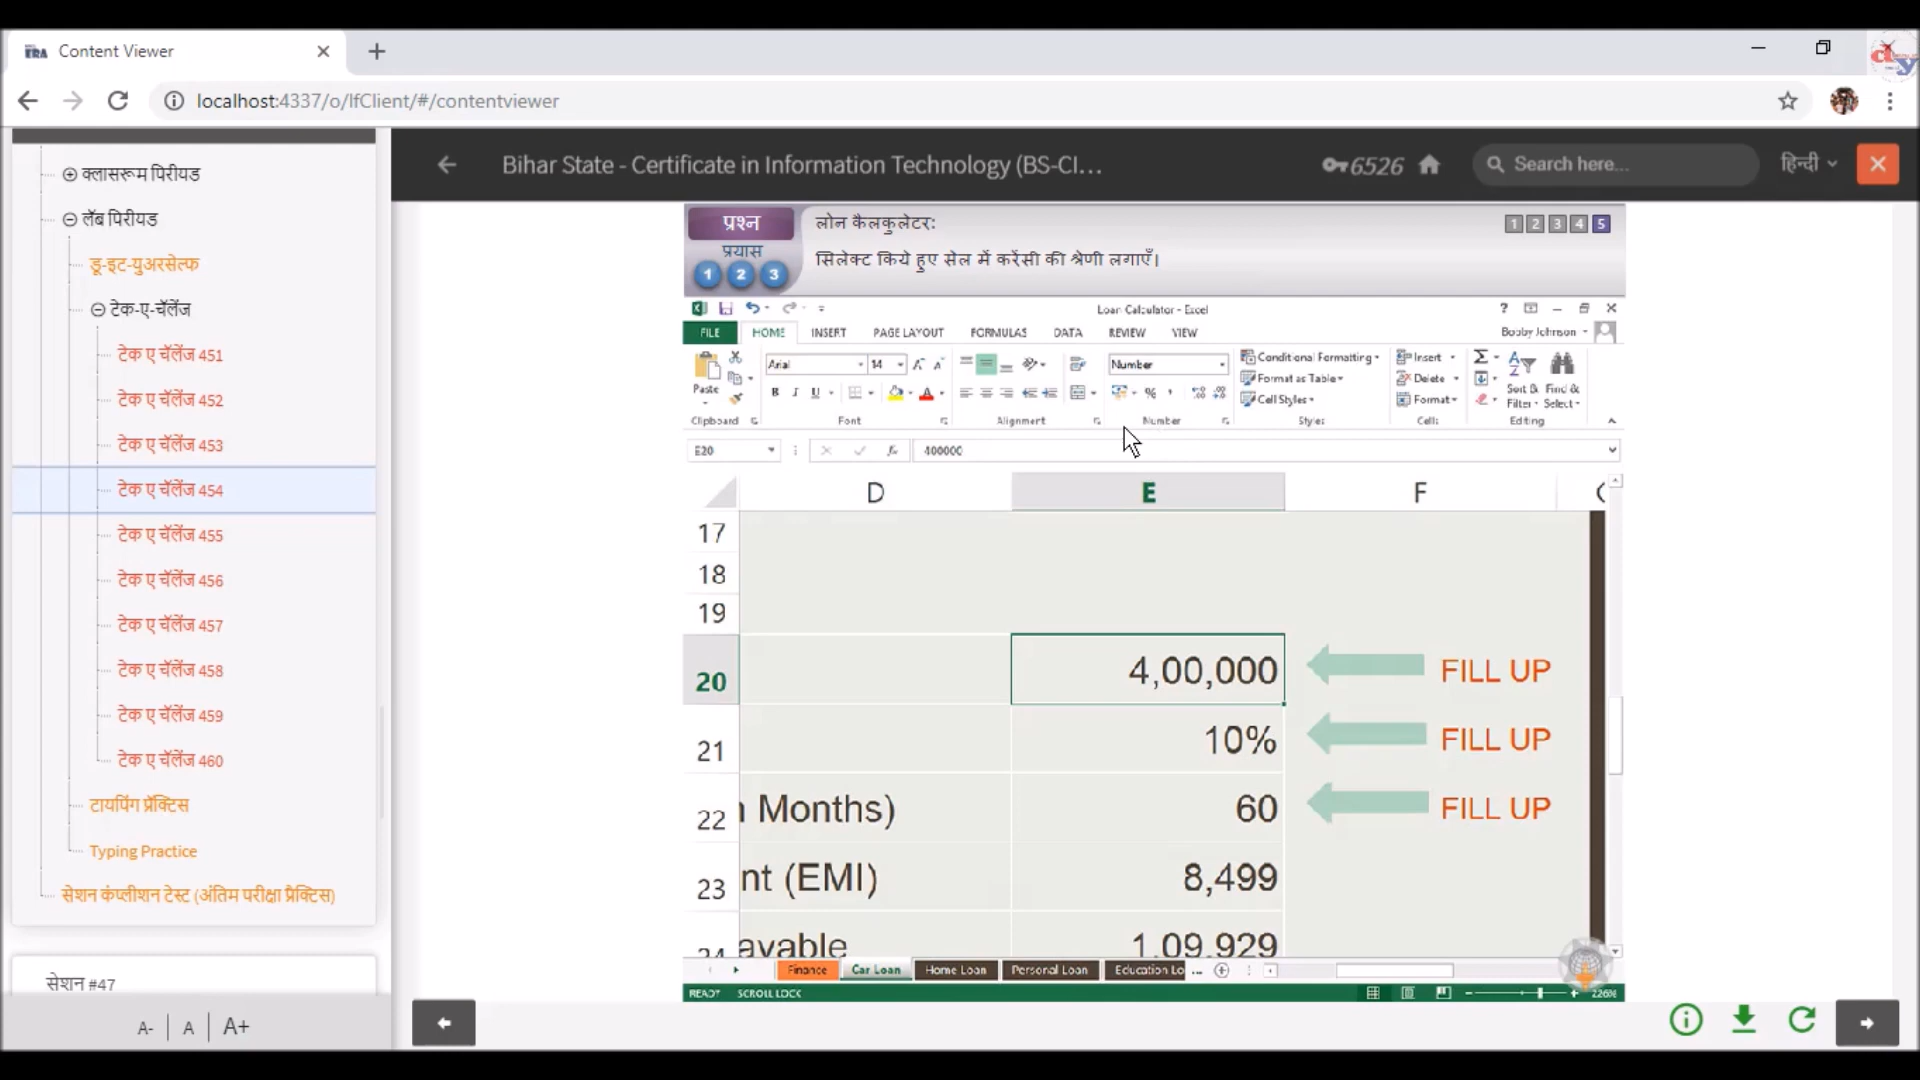 Content Viewer
localhost:4337/o/lfClient/#/contentviewer
Bihar State - Certificate in Information Technology (BS-CI...
6526
Search here...
हिन्दी
क्लासरूम पिरीयड
लॅब पिरीयड
डू-इट-युअरसेल्फ
टेक-ए-चॅलेंज
टेक ए चॅलेंज 451
टेक ए चॅलेंज 452
टेक ए चॅलेंज 453
टेक ए चॅलेंज 454
टेक ए चॅलेंज 455
टेक ए चॅलेंज 456
टेक ए चॅलेंज 457
टेक ए चॅलेंज 458
टेक ए चॅलेंज 459
टेक ए चॅलेंज 460
टायपिंग प्रॅक्टिस
Typing Practice
सेशन कंप्लीशन टेस्ट (अंतिम परीक्षा प्रैक्टिस)
सेशन #47
A- A A+
प्रश्न
प्रयास
1 2 3
लोन कैलकुलेटर:
सिलेक्ट किये हुए सेल में करेंसी की श्रेणी लगाएँ।
1 2 3 4 5
Loan Calculator - Excel
FILE HOME INSERT PAGE LAYOUT FORMULAS DATA REVIEW VIEW
Bobby Johnson
Paste
Arial 14
B I U
Number
%
Conditional Formatting
Format as Table
Cell Styles
Insert
Delete
Format
Sort & Filter
Find & Select
Clipboard Font Alignment Number Styles Cells Editing
E20 fx 400000
D E F
17
18
19
20 4,00,000 FILL UP
21 10% FILL UP
22 n Months) 60 FILL UP
23 nt (EMI) 8,499
24 ayable 1,09,929
Finance Car Loan Home Loan Personal Loan Education Lo ...
READY SCROLL LOCK 226%